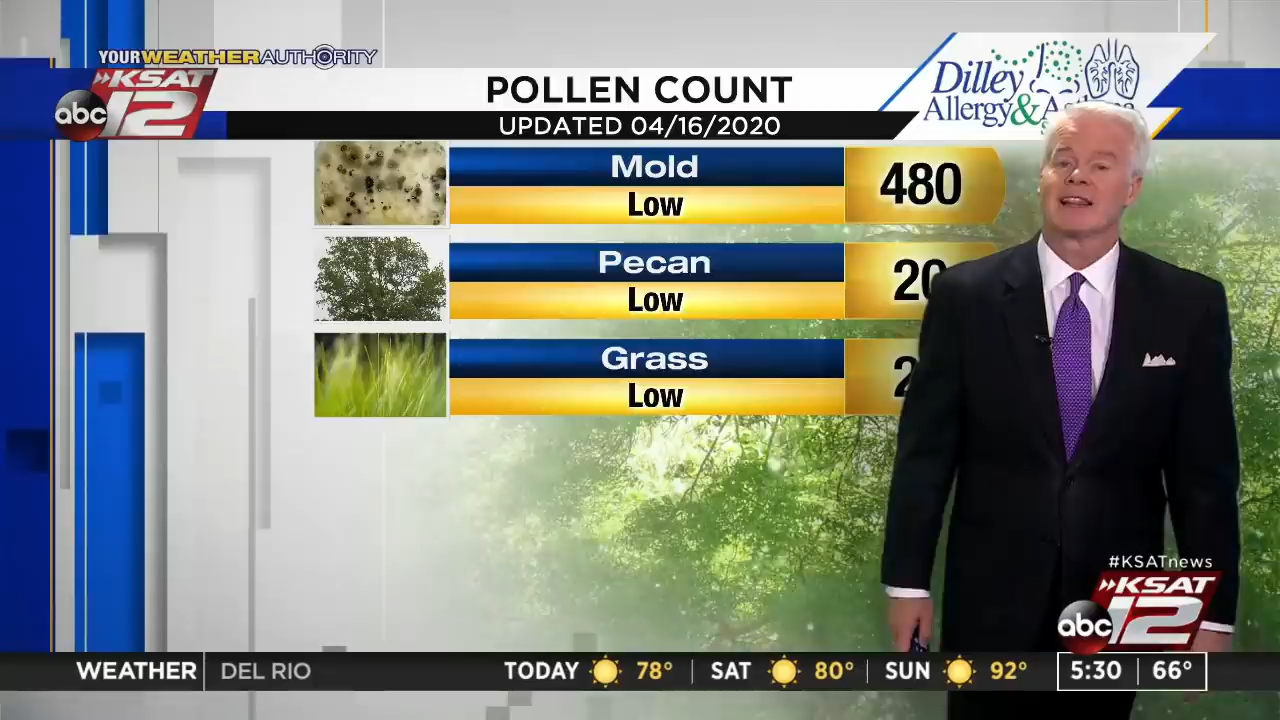 YOUR WEATHER AUTHORITY
KSAT
abc 12
POLLEN COUNT
UPDATED 04/16/2020
Dilley
Allergy &
Mold
480
Low
Pecan
Low
Grass
Low
#KSATnews
KSAT
abc 12
WEATHER DEL RIO TODAY 78° SAT 80° SUN 92° 5:30 66°